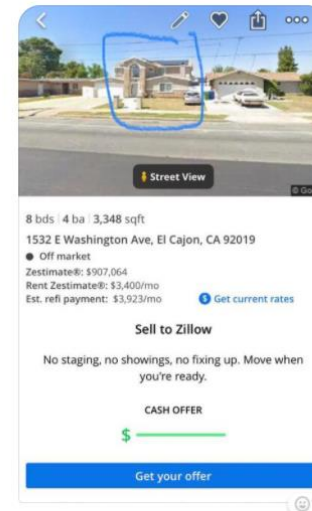 Street View
© Go
8 bds | 4 ba | 3,348 sqft
1532 E Washington Ave, El Cajon, CA 92019
Off market
Zestimate®: $907,064
Rent Zestimate®: $3,400/mo
Est. refi payment: $3,923/mo $ Get current rates
Sell to Zillow
No staging, no showings, no fixing up. Move when
you're ready.
CASH OFFER
$
Get your offer